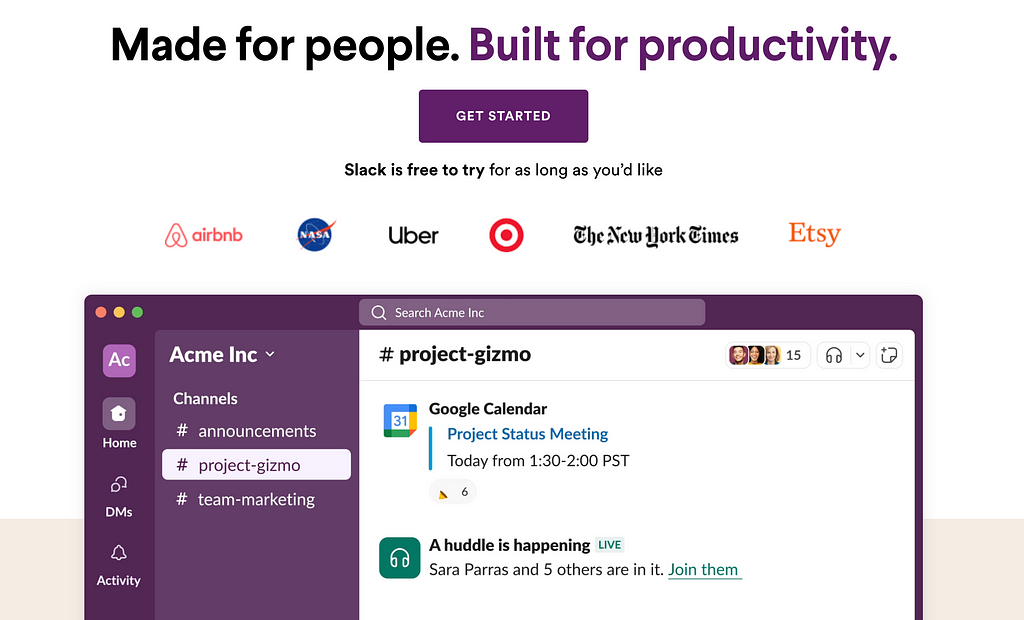 Made for people. Built for productivity.
GET STARTED
Slack is free to try for as long as you’d like
airbnb NASA Uber The New York Times Etsy
Search Acme Inc
Ac
Home
DMs
Activity
Acme Inc
Channels
# announcements
# project-gizmo
# team-marketing
# project-gizmo 15
31
Google Calendar
Project Status Meeting
Today from 1:30-2:00 PST
6
A huddle is happening LIVE
Sara Parras and 5 others are in it. Join them